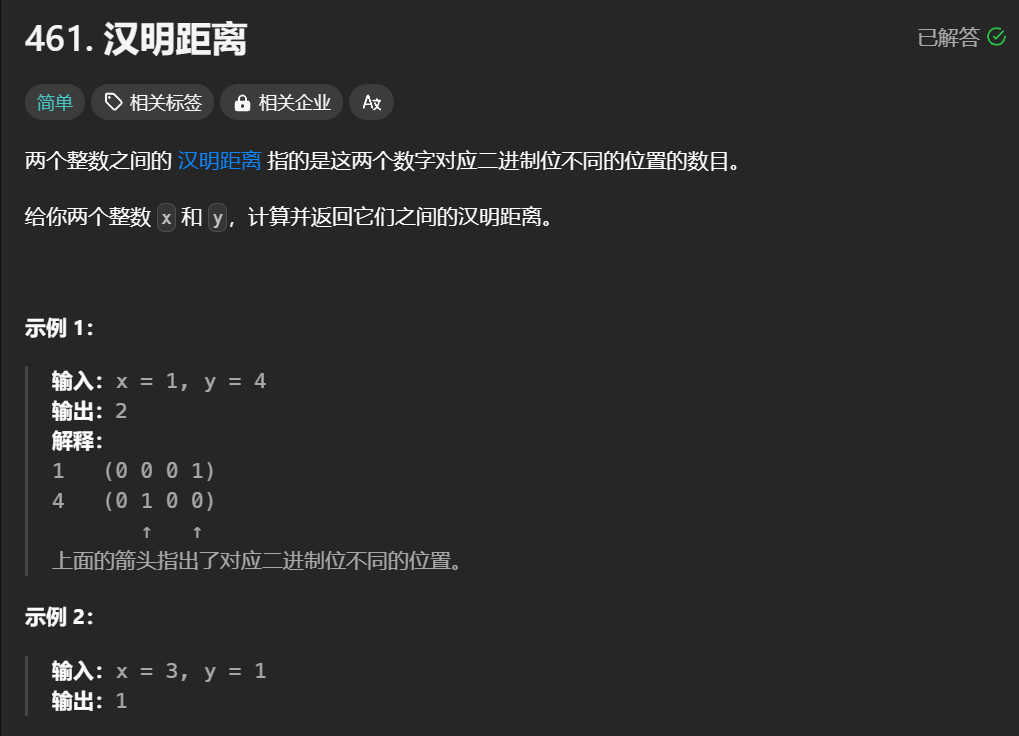 461. 汉明距离
已解答
简单
相关标签
相关企业
两个整数之间的 汉明距离 指的是这两个数字对应二进制位不同的位置的数目。
给你两个整数 x 和 y，计算并返回它们之间的汉明距离。
示例 1：
输入：x = 1, y = 4
输出：2
解释：
1   (0 0 0 1)
4   (0 1 0 0)
       ↑   ↑
上面的箭头指出了对应二进制位不同的位置。
示例 2：
输入：x = 3, y = 1
输出：1